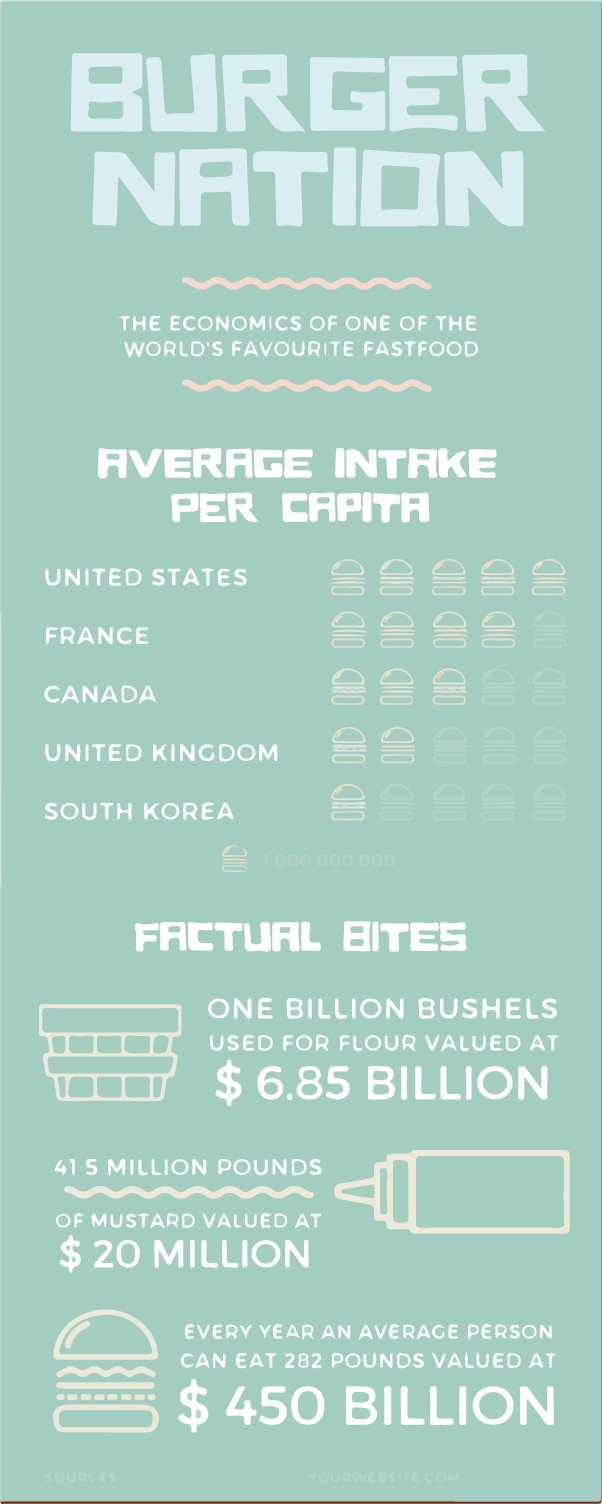 BURGER
NATION
THE ECONOMICS OF ONE OF THE
WORLD'S FAVOURITE FASTFOOD
AVERAGE INTAKE
PER CAPITA
UNITED STATES
FRANCE
CANADA
UNITED KINGDOM
SOUTH KOREA
1 000 000 000
FACTUAL BITES
ONE BILLION BUSHELS
USED FOR FLOUR VALUED AT
$ 6.85 BILLION
41 5 MILLION POUNDS
OF MUSTARD VALUED AT
$ 20 MILLION
EVERY YEAR AN AVERAGE PERSON
CAN EAT 282 POUNDS VALUED AT
$ 450 BILLION
SOURCES YOURWEBSITE COM